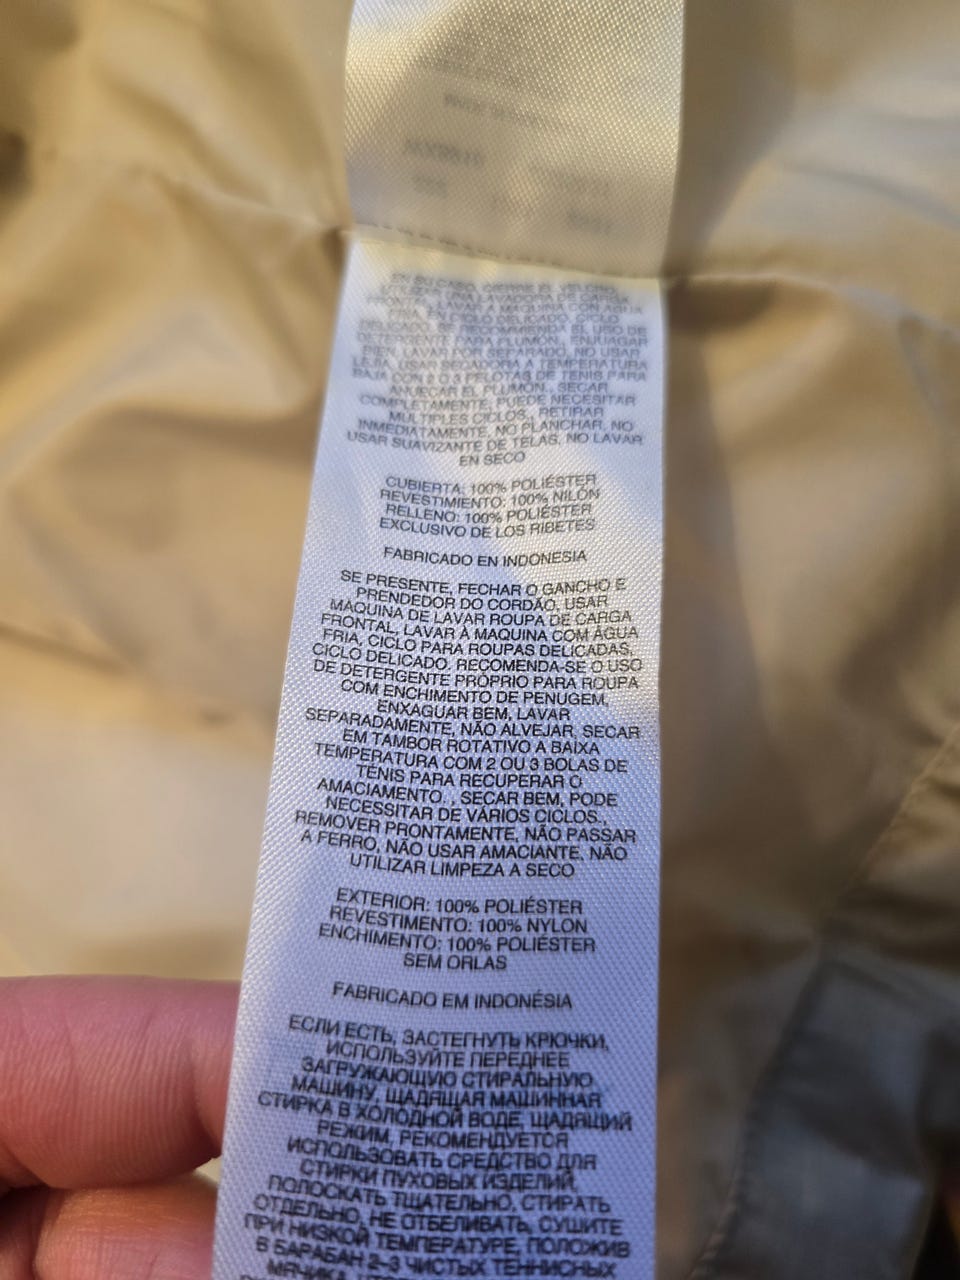 EN SU CASO, CIERRE EL
UNA LAVADORA DE CARGA
FRONTAL, LAVAR A MAQUINA CON AGUA
FRIA, EN CICLO DELICADO, CICLO
DELICADO, SE RECOMIENDA EL USO DE
DETERGENTE PARA PLUMÓN, ENJUAGAR
BIEN, LAVAR POR SEPARADO, NO USAR
LEJIA, USAR SECADORA A TEMPERATURA
BAJA CON 2 O 3 PELOTAS DE TENIS PARA
AHUECAR EL PLUMÓN., SECAR
COMPLETAMENTE, PUEDE NECESITAR
MULTIPLES CICLOS., RETIRAR
INMEDIATAMENTE, NO PLANCHAR, NO
USAR SUAVIZANTE DE TELAS, NO LAVAR
EN SECO
CUBIERTA: 100% POLIÉSTER
REVESTIMIENTO: 100% NILÓN
RELLENO: 100% POLIÉSTER
EXCLUSIVO DE LOS RIBETES
FABRICADO EN INDONESIA
SE PRESENTE, FECHAR O GANCHO E
PRENDEDOR DO CORDÃO, USAR
MÁQUINA DE LAVAR ROUPA DE CARGA
FRONTAL, LAVAR À MAQUINA COM ÁGUA
FRIA, CICLO PARA ROUPAS DELICADAS,
CICLO DELICADO, RECOMENDA-SE O USO
DE DETERGENTE PRÓPRIO PARA ROUPA
COM ENCHIMENTO DE PENUGEM,
ENXAGUAR BEM, LAVAR
SEPARADAMENTE, NÃO ALVEJAR, SECAR
EM TAMBOR ROTATIVO A BAIXA
TEMPERATURA COM 2 OU 3 BOLAS DE
TÊNIS PARA RECUPERAR O
AMACIAMENTO. , SECAR BEM, PODE
NECESSITAR DE VÁRIOS CICLOS.,
REMOVER PRONTAMENTE, NÃO PASSAR
A FERRO, NÃO USAR AMACIANTE, NÃO
UTILIZAR LIMPEZA A SECO
EXTERIOR: 100% POLIÉSTER
REVESTIMENTO: 100% NYLON
ENCHIMENTO: 100% POLIÉSTER
SEM ORLAS
FABRICADO EM INDONÉSIA
ЕСЛИ ЕСТЬ, ЗАСТЕГНУТЬ КРЮЧКИ,
ИСПОЛЬЗУЙТЕ ПЕРЕДНЕЕ
ЗАГРУЖАЮЩУЮ СТИРАЛЬНУЮ
МАШИНУ, ЩАДЯЩАЯ МАШИННАЯ
СТИРКА В ХОЛОДНОЙ ВОДЕ, ЩАДЯЩИЙ
РЕЖИМ, РЕКОМЕНДУЕТСЯ
ИСПОЛЬЗОВАТЬ СРЕДСТВО ДЛЯ
СТИРКИ ПУХОВЫХ ИЗДЕЛИЙ,
ПОЛОСКАТЬ ТЩАТЕЛЬНО, СТИРАТЬ
ОТДЕЛЬНО, НЕ ОТБЕЛИВАТЬ, СУШИТЕ
ПРИ НИЗКОЙ ТЕМПЕРАТУРЕ, ПОЛОЖИВ
В БАРАБАН 2-3 ЧИСТЫХ ТЕННИСНЫХ